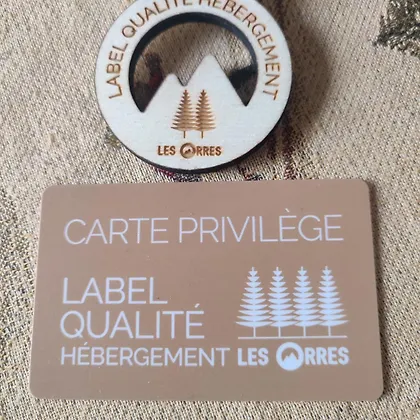 LABEL QUALITÉ HÉBERGEMENT
LES ORRES
CARTE PRIVILÈGE
LABEL
QUALITÉ
HÉBERGEMENT LES ORRES